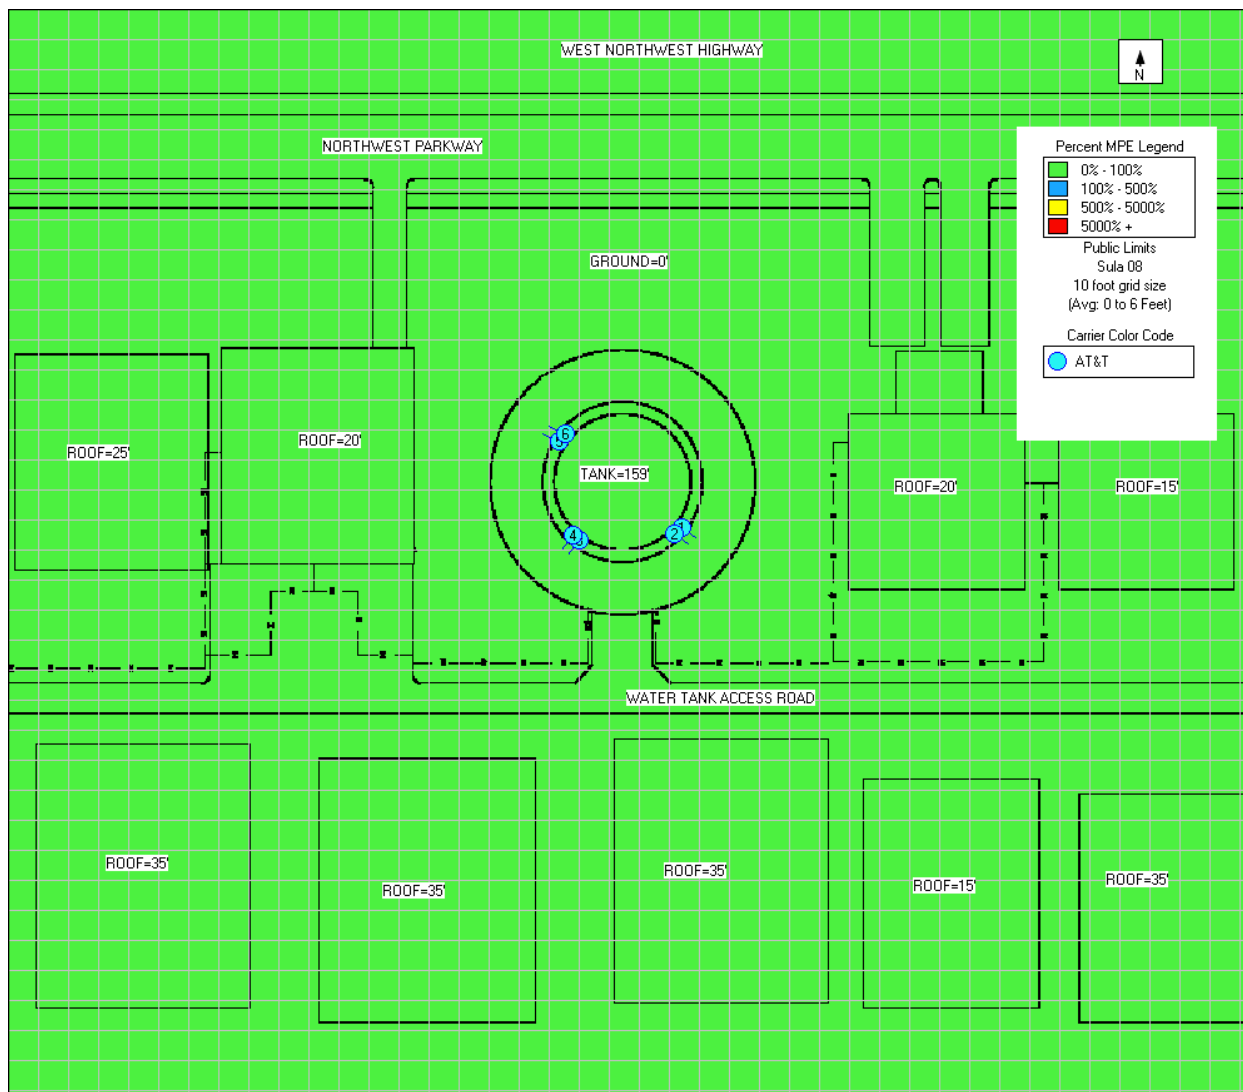 WEST NORTHWEST HIGHWAY
N
NORTHWEST PARKWAY
Percent MPE Legend
0% - 100%
100% - 500%
500% - 5000%
5000% +
Public Limits
Sula 08
10 foot grid size
(Avg: 0 to 6 Feet)
Carrier Color Code
AT&T
GROUND=0'
ROOF=25'
ROOF=20'
6
5
TANK=159'
ROOF=20'
ROOF=15'
4
3
2
1
WATER TANK ACCESS ROAD
ROOF=35'
ROOF=35'
ROOF=35'
ROOF=15'
ROOF=35'